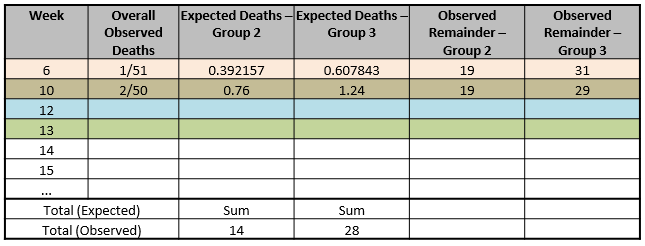 Week Overall Expected Deaths – Expected Deaths – Observed Observed
Observed Group 2 Group 3 Remainder – Remainder –
Deaths Group 2 Group 3
6 1/51 0.392157 0.607843 19 31
10 2/50 0.76 1.24 19 29
12
13
14
15
...
Total (Expected) Sum Sum
Total (Observed) 14 28